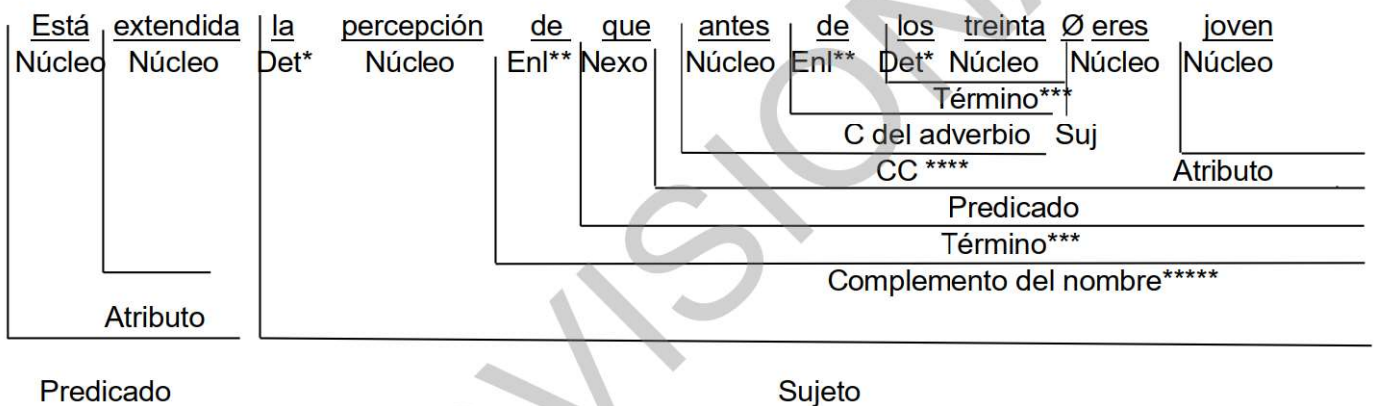 Está extendida la percepción de que antes de los treinta Ø eres joven
Núcleo Núcleo Det* Núcleo Enl** Nexo Núcleo Enl** Det* Núcleo Núcleo Núcleo
Término***
C del adverbio Suj
CC **** Atributo
Predicado
Término***
Complemento del nombre*****
Atributo
Predicado Sujeto
VISIONA